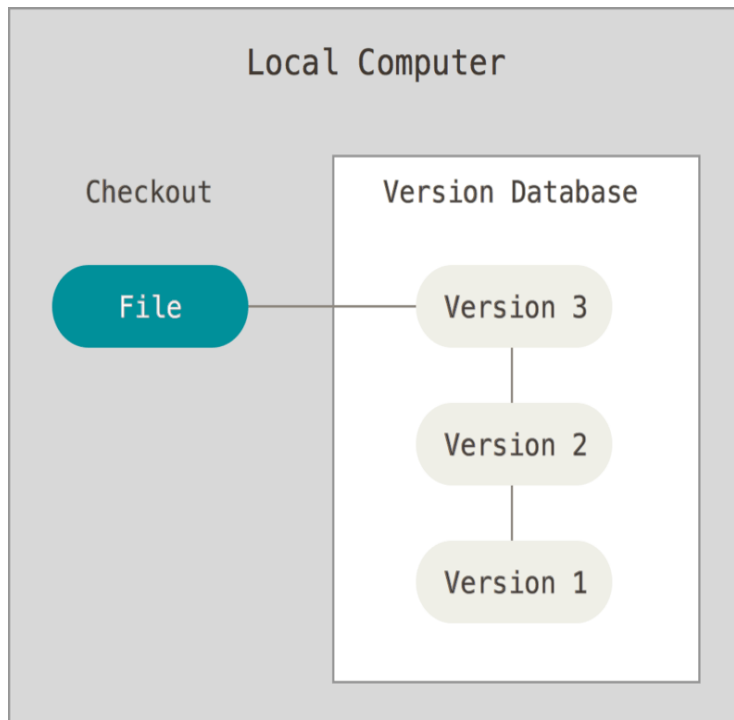 Local Computer
Checkout
Version Database
File
Version 3
Version 2
Version 1